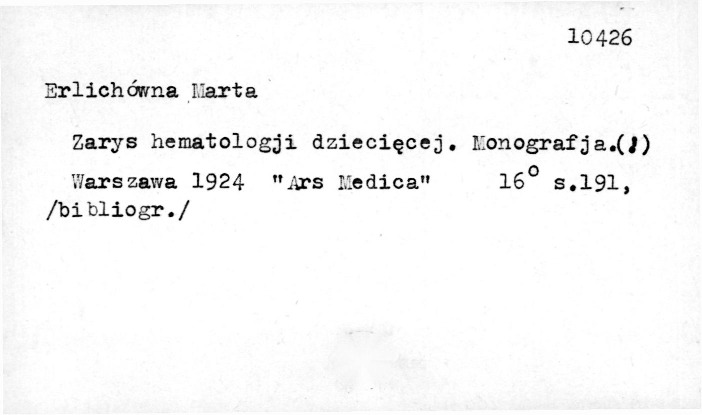 10426
Erlichówna Marta
Zarys hematologji dziecięcej. Monografja.(!)
Warszawa 1924 "Ars Medica" 16° s.191,
/bibliogr./